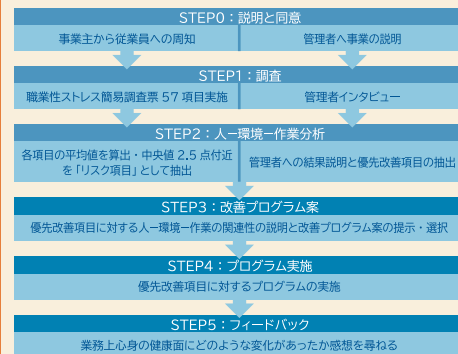 STEP0：説明と同意
事業主から従業員への周知
管理者へ事業の説明
STEP1：調査
職業性ストレス簡易調査票57項目実施
管理者インタビュー
STEP2：人ー環境ー作業分析
各項目の平均値を算出・中央値2.5点付近
を「リスク項目」として抽出
管理者への結果説明と優先改善項目の抽出
STEP3：改善プログラム案
優先改善項目に対する人ー環境ー作業の関連性の説明と改善プログラム案の提示・選択
STEP4：プログラム実施
優先改善項目に対するプログラムの実施
STEP5：フィードバック
業務上心身の健康面にどのような変化があったか感想を尋ねる